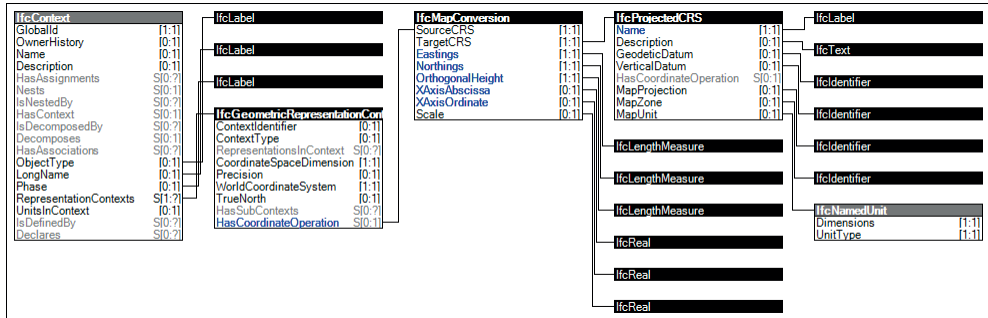 IfcContext
GlobalId [1:1]
OwnerHistory [0:1]
Name [0:1]
Description [0:1]
HasAssignments S[0:?]
Nests S[0:1]
IsNestedBy S[0:?]
HasContext S[0:1]
IsDecomposedBy S[0:?]
Decomposes S[0:1]
HasAssociations S[0:?]
ObjectType [0:1]
LongName [0:1]
Phase [0:1]
RepresentationContexts S[1:?]
UnitsInContext [0:1]
IsDefinedBy S[0:?]
Declares S[0:?]
IfcLabel
IfcLabel
IfcLabel
IfcGeometricRepresentationCont
ContextIdentifier [0:1]
ContextType [0:1]
RepresentationsInContext S[0:?]
CoordinateSpaceDimension [1:1]
Precision [0:1]
WorldCoordinateSystem [1:1]
TrueNorth [0:1]
HasSubContexts S[0:?]
HasCoordinateOperation S[0:1]
IfcMapConversion
SourceCRS [1:1]
TargetCRS [1:1]
Eastings [1:1]
Northings [1:1]
OrthogonalHeight [1:1]
XAxisAbscissa [0:1]
XAxisOrdinate [0:1]
Scale [0:1]
IfcProjectedCRS
Name [1:1]
Description [0:1]
GeodeticDatum [0:1]
VerticalDatum [0:1]
HasCoordinateOperation S[0:1]
MapProjection [0:1]
MapZone [0:1]
MapUnit [0:1]
IfcLengthMeasure
IfcLengthMeasure
IfcLengthMeasure
IfcReal
IfcReal
IfcReal
IfcLabel
IfcText
IfcIdentifier
IfcIdentifier
IfcIdentifier
IfcIdentifier
IfcNamedUnit
Dimensions [1:1]
UnitType [1:1]